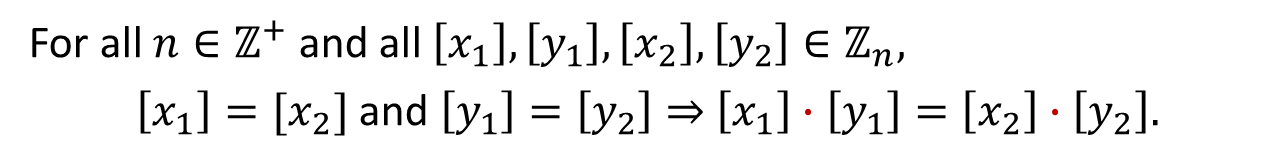 For all n ∈ ℤ⁺ and all [x₁], [y₁], [x₂], [y₂] ∈ ℤₙ,
[x₁] = [x₂] and [y₁] = [y₂] ⇒ [x₁] · [y₁] = [x₂] · [y₂].